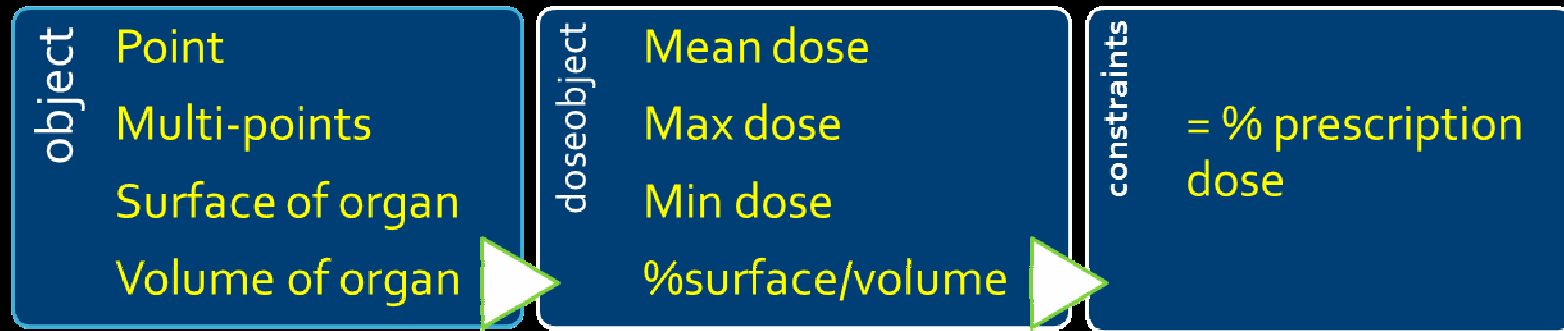 object
Point
Multi-points
Surface of organ
Volume of organ
doseobject
Mean dose
Max dose
Min dose
%surface/volume
constraints
= % prescription
dose